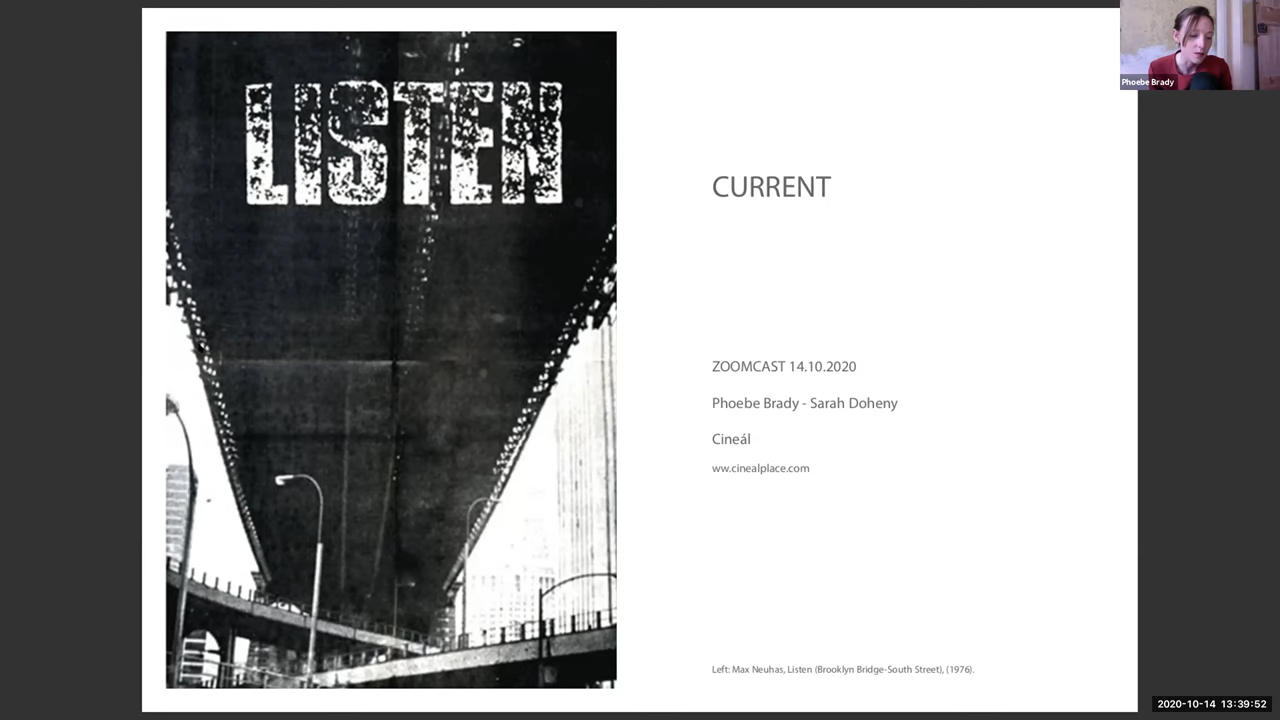 LISTEN
CURRENT
ZOOMCAST 14.10.2020
Phoebe Brady - Sarah Doheny
Cineál
ww.cinealplace.com
Left: Max Neuhas, Listen (Brooklyn Bridge-South Street), (1976).
Phoebe Brady
2020-10-14 13:39:52